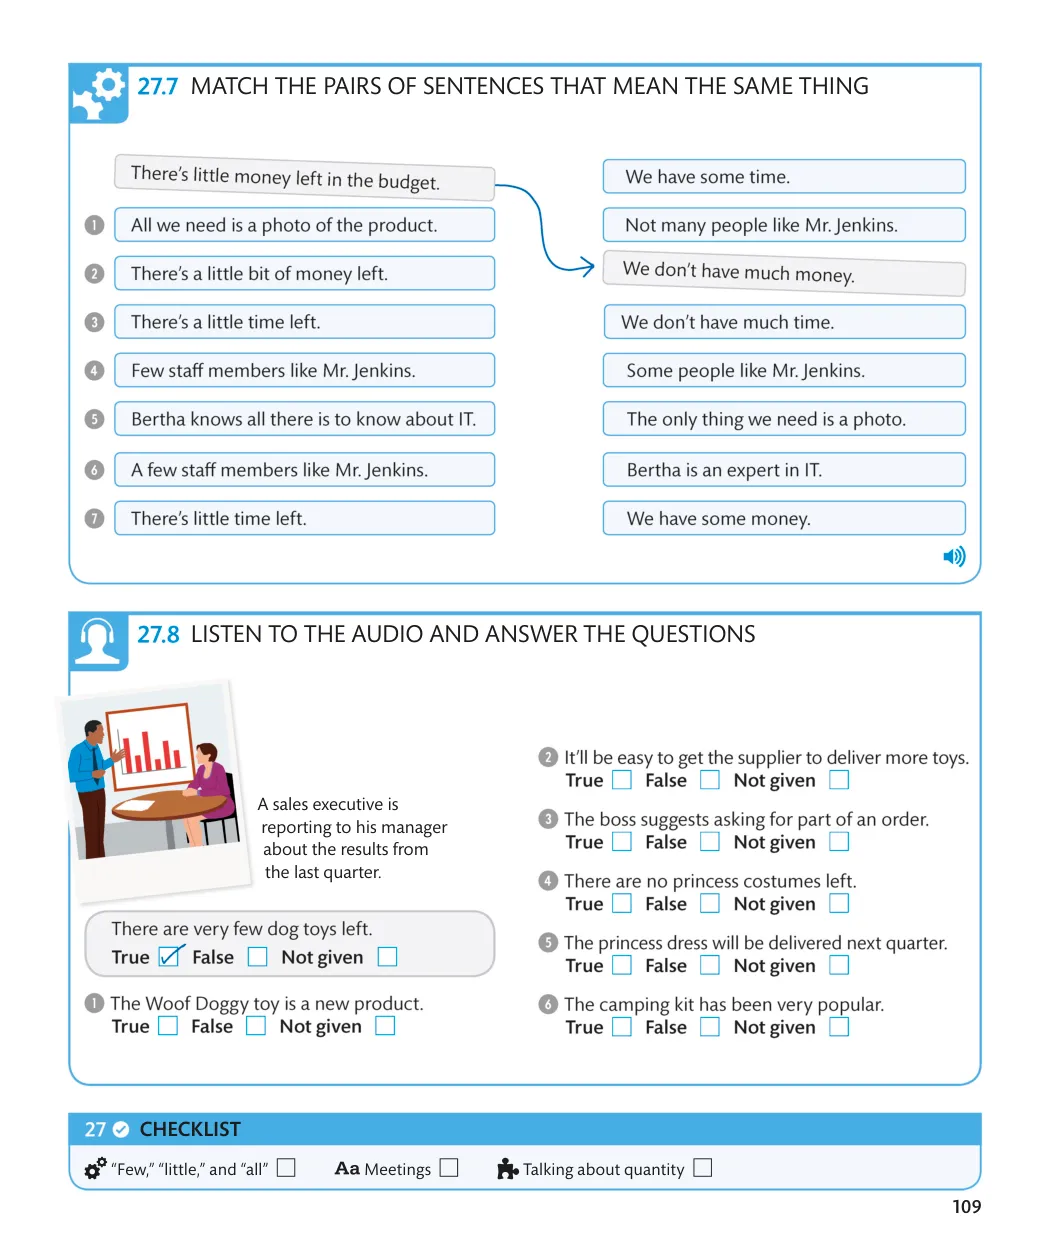 27.7 MATCH THE PAIRS OF SENTENCES THAT MEAN THE SAME THING
There's little money left in the budget.
1 All we need is a photo of the product.
2 There's a little bit of money left.
3 There's a little time left.
4 Few staff members like Mr. Jenkins.
5 Bertha knows all there is to know about IT.
6 A few staff members like Mr. Jenkins.
7 There's little time left.
We have some time.
Not many people like Mr. Jenkins.
We don't have much money.
We don't have much time.
Some people like Mr. Jenkins.
The only thing we need is a photo.
Bertha is an expert in IT.
We have some money.
27.8 LISTEN TO THE AUDIO AND ANSWER THE QUESTIONS
A sales executive is
reporting to his manager
about the results from
the last quarter.
There are very few dog toys left.
True False Not given
1 The Woof Doggy toy is a new product.
True False Not given
2 It'll be easy to get the supplier to deliver more toys.
True False Not given
3 The boss suggests asking for part of an order.
True False Not given
4 There are no princess costumes left.
True False Not given
5 The princess dress will be delivered next quarter.
True False Not given
6 The camping kit has been very popular.
True False Not given
27 CHECKLIST
"Few," "little," and "all" Aa Meetings Talking about quantity
109